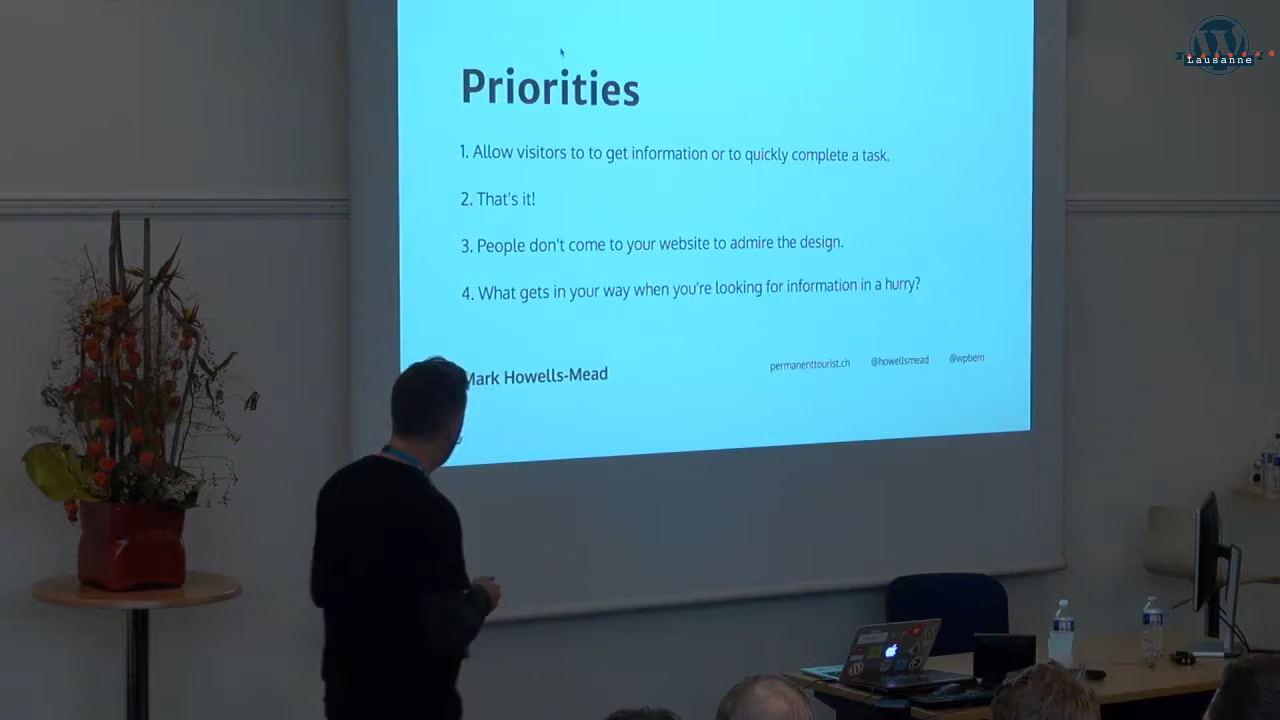 Lausanne
Priorities
1. Allow visitors to to get information or to quickly complete a task.
2. That's it!
3. People don't come to your website to admire the design.
4. What gets in your way when you're looking for information in a hurry?
Mark Howells-Mead
permanenttourist.ch @howellsmead @wpbern